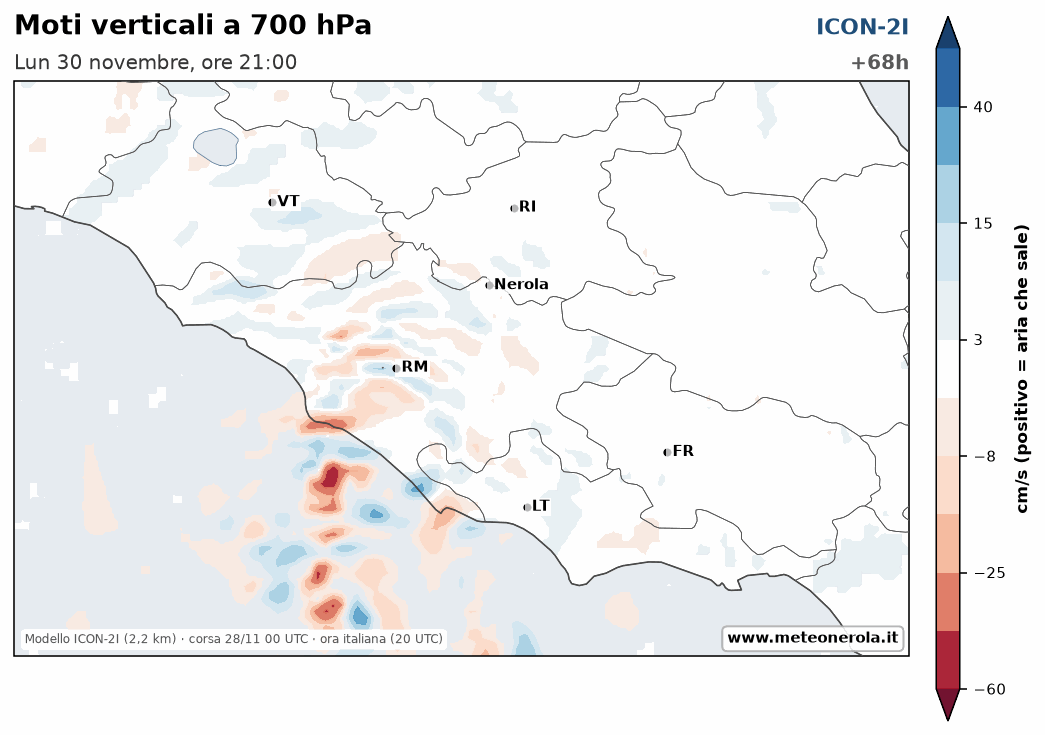 Moti verticali a 700 hPa
ICON-2I
Lun 30 novembre, ore 21:00
+68h
40
15
3
−8
−25
−60
cm/s (positivo = aria che sale)
VT
RI
Nerola
RM
FR
LT
Modello ICON-2I (2,2 km) · corsa 28/11 00 UTC · ora italiana (20 UTC)
www.meteonerola.it